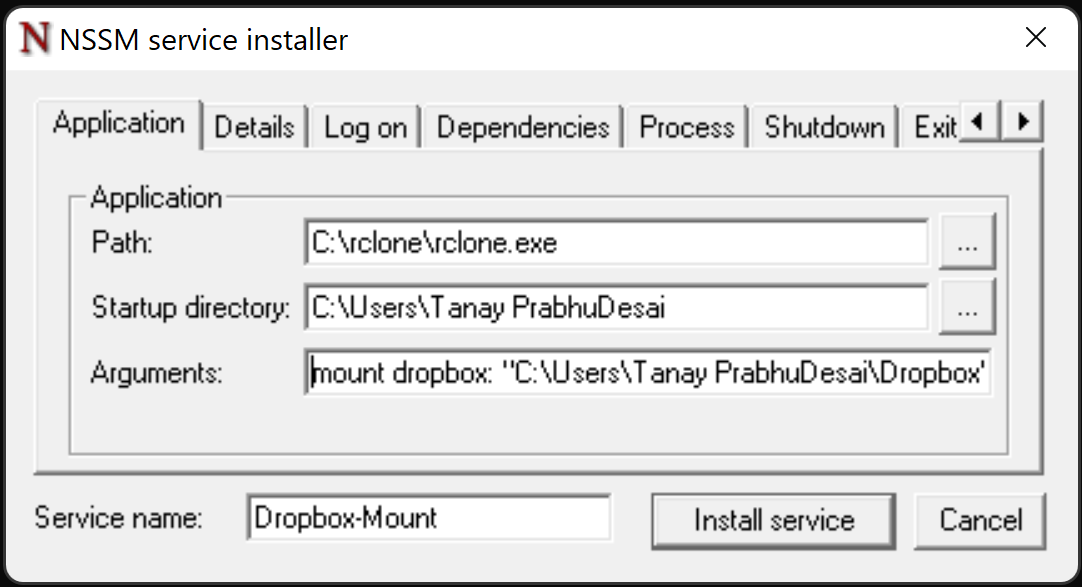 N NSSM service installer
Application Details Log on Dependencies Process Shutdown Exit
Application
Path: C:\rclone\rclone.exe ...
Startup directory: C:\Users\Tanay PrabhuDesai ...
Arguments: mount dropbox: "C:\Users\Tanay PrabhuDesai\Dropbox"
Service name: Dropbox-Mount Install service Cancel